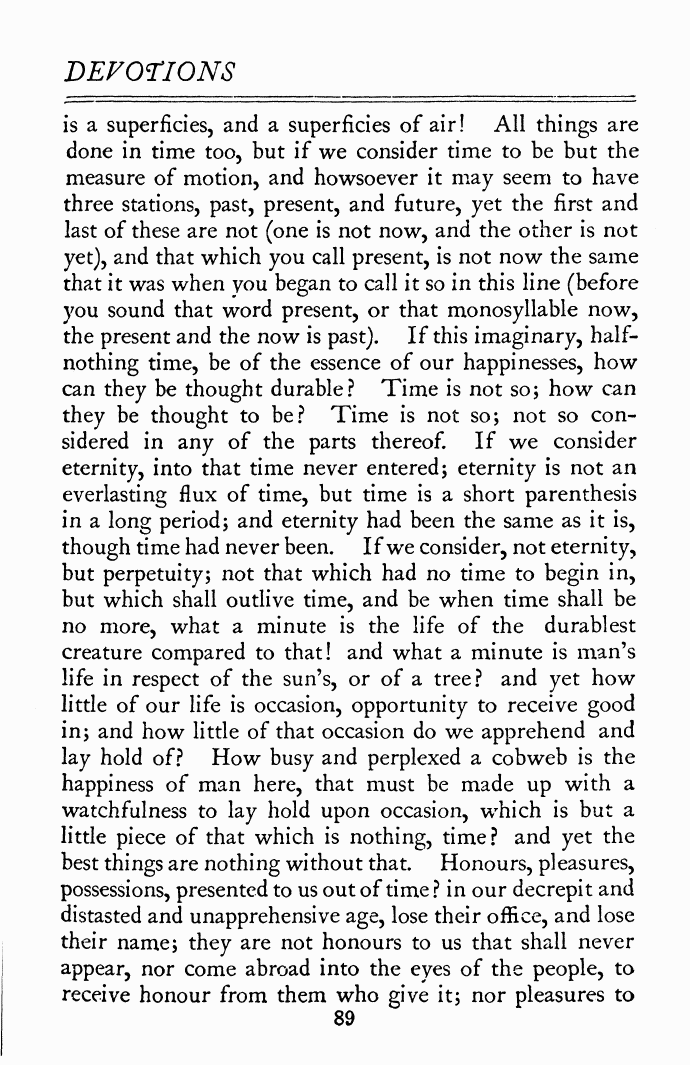 DEVOTIONS
is a superficies, and a superficies of air! All things are
done in time too, but if we consider time to be but the
measure of motion, and howsoever it may seem to have
three stations, past, present, and future, yet the first and
last of these are not (one is not now, and the other is not
yet), and that which you call present, is not now the same
that it was when you began to call it so in this line (before
you sound that word present, or that monosyllable now,
the present and the now is past). If this imaginary, half-
nothing time, be of the essence of our happinesses, how
can they be thought durable? Time is not so; how can
they be thought to be? Time is not so; not so con-
sidered in any of the parts thereof. If we consider
eternity, into that time never entered; eternity is not an
everlasting flux of time, but time is a short parenthesis
in a long period; and eternity had been the same as it is,
though time had never been. If we consider, not eternity,
but perpetuity; not that which had no time to begin in,
but which shall outlive time, and be when time shall be
no more, what a minute is the life of the durablest
creature compared to that! and what a minute is man's
life in respect of the sun's, or of a tree? and yet how
little of our life is occasion, opportunity to receive good
in; and how little of that occasion do we apprehend and
lay hold of? How busy and perplexed a cobweb is the
happiness of man here, that must be made up with a
watchfulness to lay hold upon occasion, which is but a
little piece of that which is nothing, time? and yet the
best things are nothing without that. Honours, pleasures,
possessions, presented to us out of time? in our decrepit and
distasted and unapprehensive age, lose their office, and lose
their name; they are not honours to us that shall never
appear, nor come abroad into the eyes of the people, to
receive honour from them who give it; nor pleasures to
89